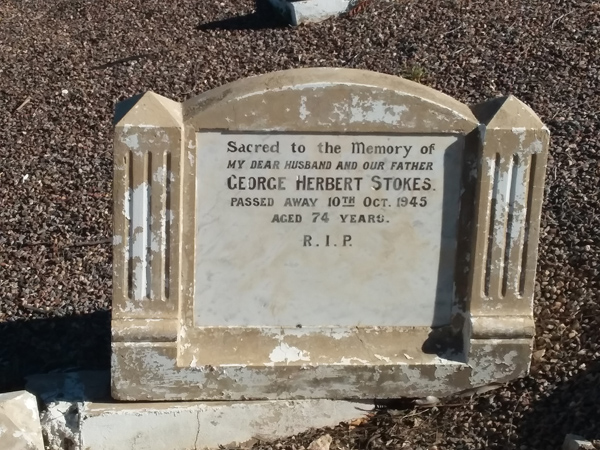 Sacred to the Memory of
MY DEAR HUSBAND AND OUR FATHER
GEORGE HERBERT STOKES.
PASSED AWAY 10TH OCT. 1945
AGED 74 YEARS.
R.I.P.